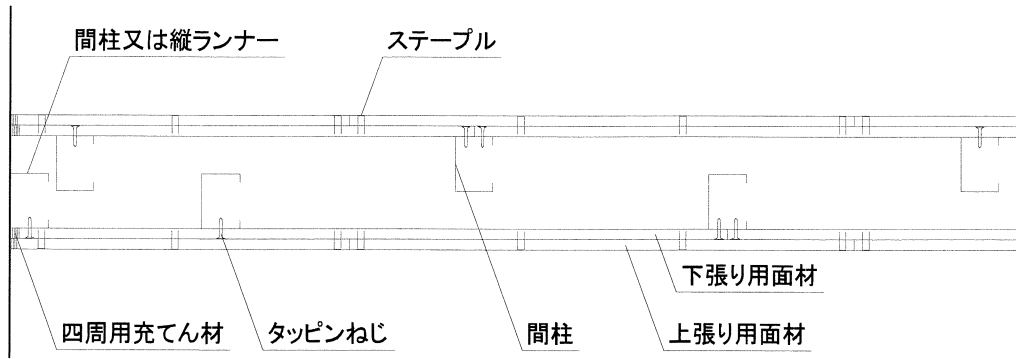 間柱又は縦ランナー
ステープル
下張り用面材
四周用充てん材
タッピンねじ
間柱
上張り用面材